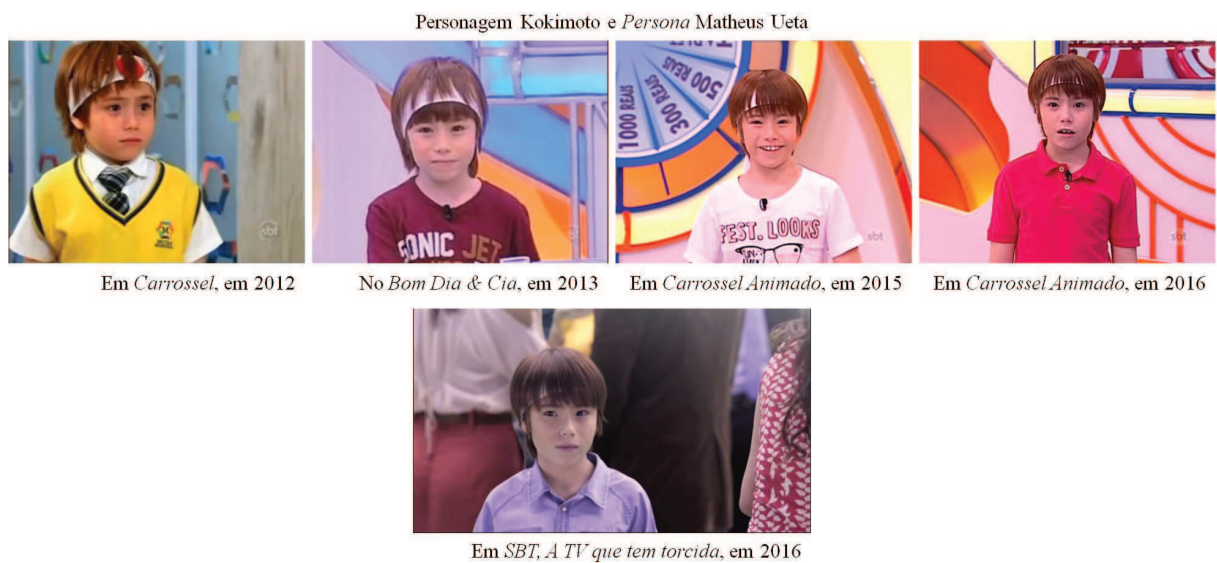 Personagem Kokimoto e Persona Matheus Ueta
TABLET
1000 REAIS
300 REAIS
500 REAIS
SONIC JET
FEST. LOOKS
sbt
sbt
sbt
Em Carrossel, em 2012
No Bom Dia & Cia, em 2013
Em Carrossel Animado, em 2015
Em Carrossel Animado, em 2016
Em SBT, A TV que tem torcida, em 2016